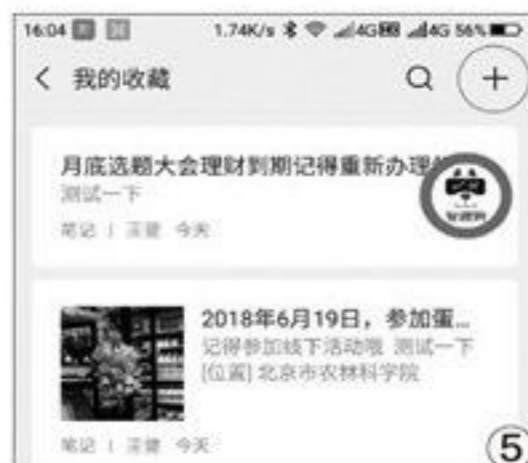 16:04 1.74K/s 4G HD 4G 56%
我的收藏
月底选题大会理财到期记得重新办理
测试一下
笔记 | 今天
2018年6月19日，参加蛋...
记得参加线下活动哦 测试一下
[位置] 北京市农林科学院
笔记 | 今天
⑤